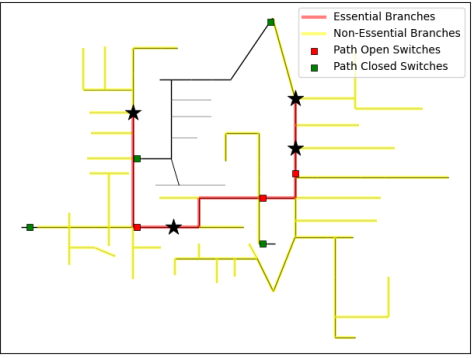 Essential Branches
Non-Essential Branches
Path Open Switches
Path Closed Switches